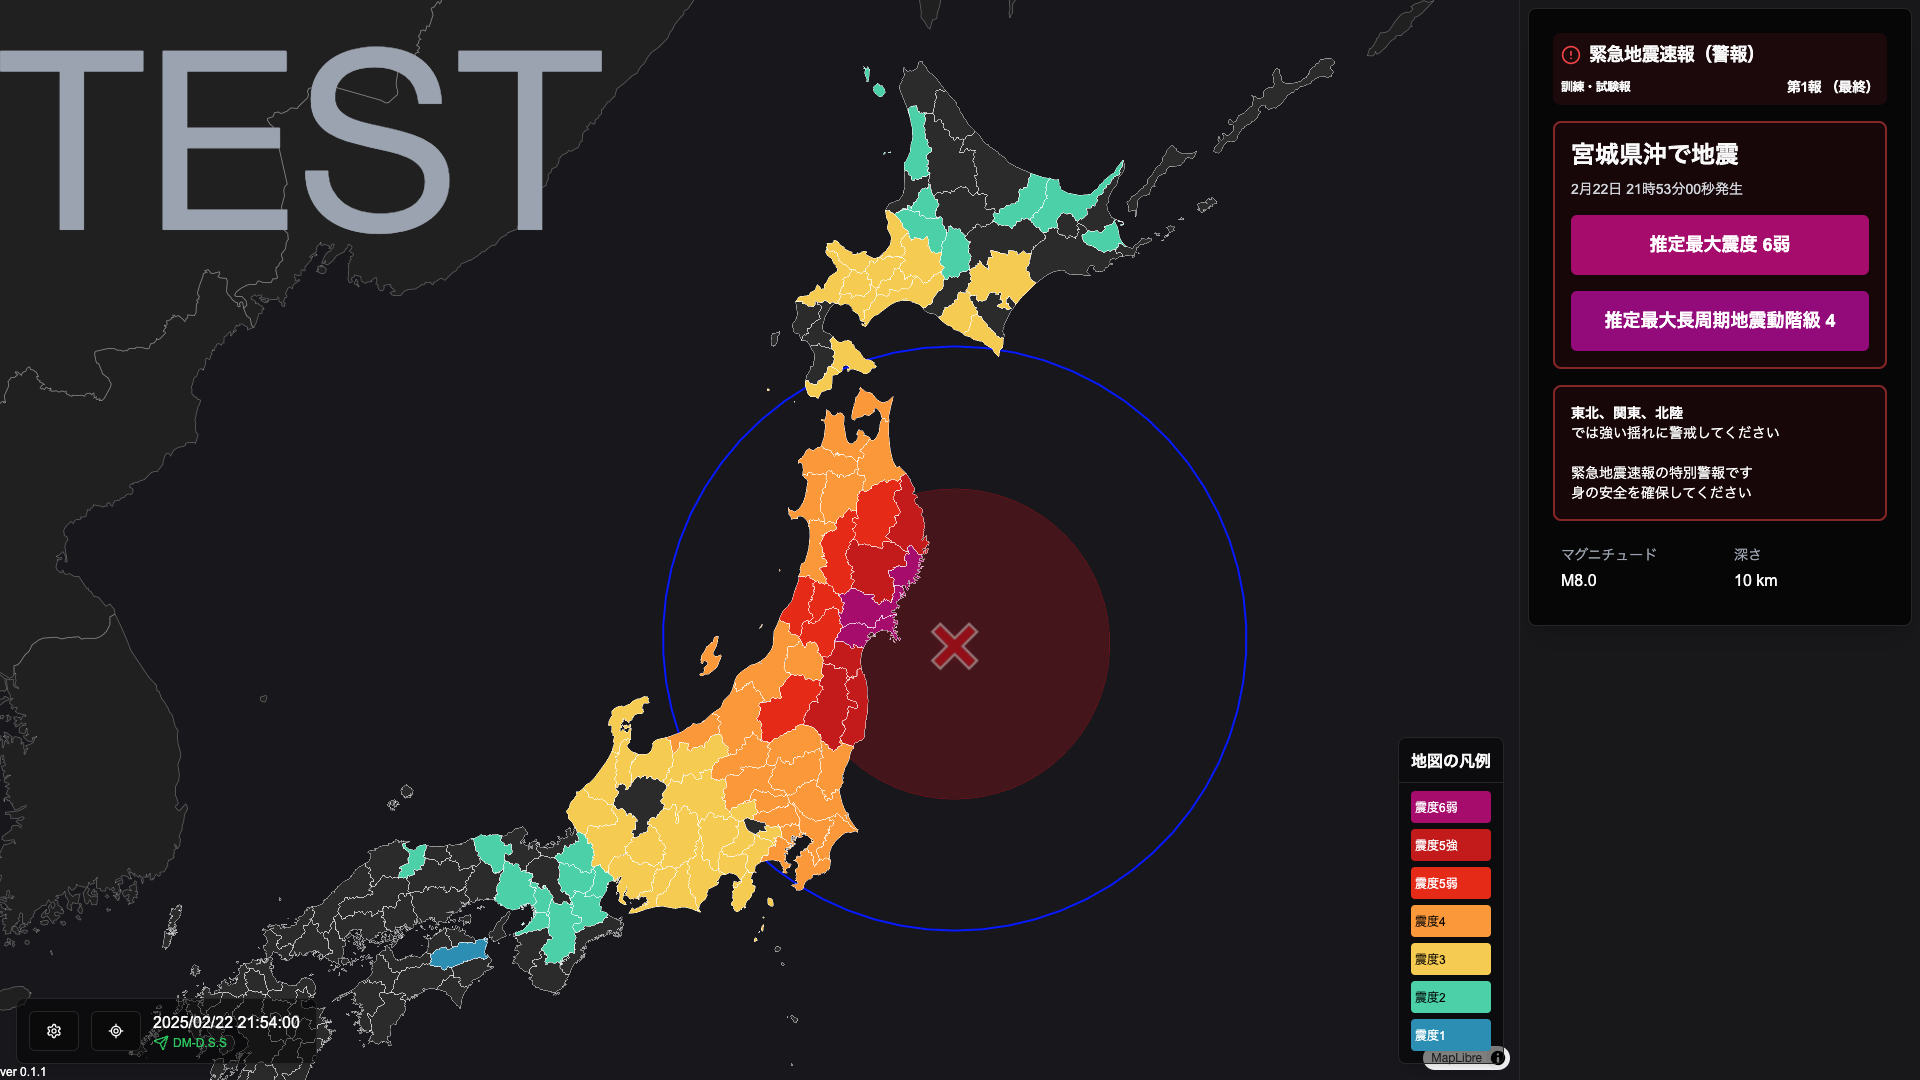 TEST
緊急地震速報（警報）
訓練・試験報
第1報 （最終）
宮城県沖で地震
2月22日 21時53分00秒発生
推定最大震度 6弱
推定最大長周期地震動階級 4
東北、関東、北陸
では強い揺れに警戒してください
緊急地震速報の特別警報です
身の安全を確保してください
マグニチュード
深さ
M8.0
10 km
地図の凡例
震度6弱
震度5強
震度5弱
震度4
震度3
震度2
震度1
MapLibre
2025/02/22 21:54:00
DM-D.S.S
ver 0.1.1